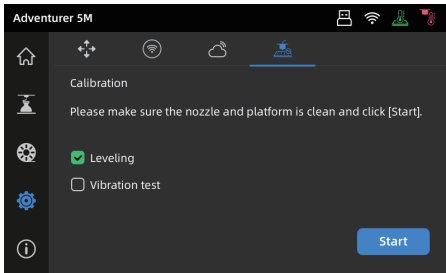 Adventurer 5M
Calibration
Please make sure the nozzle and platform is clean and click [Start].
Leveling
Vibration test
Start